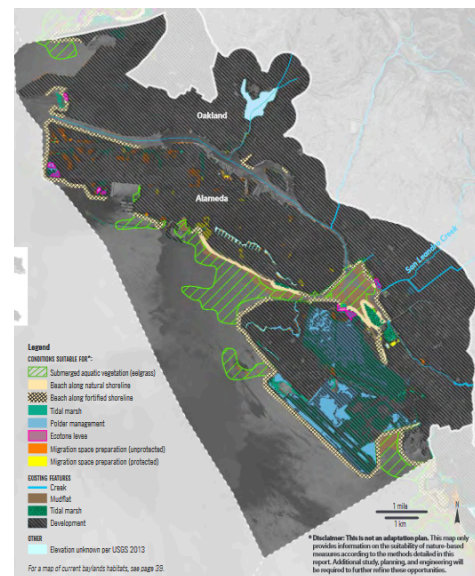 Oakland
Alameda
San Leandro Creek
Legend
CONDITIONS SUITABLE FOR*:
Submerged aquatic vegetation (eelgrass)
Beach along natural shoreline
Beach along fortified shoreline
Tidal marsh
Polder management
Ecotone levee
Migration space preparation (unprotected)
Migration space preparation (protected)
EXISTING FEATURES
Creek
Mudflat
Tidal marsh
Development
OTHER
Elevation unknown per USGS 2013
For a map of current baylands habitats, see page 39.
1 mile
1 km
N
* Disclaimer: This is not an adaptation plan. This map only
provides information on the suitability of nature-based
measures according to the methods detailed in this
report. Additional study, planning, and engineering will
be required to further refine these opportunities.